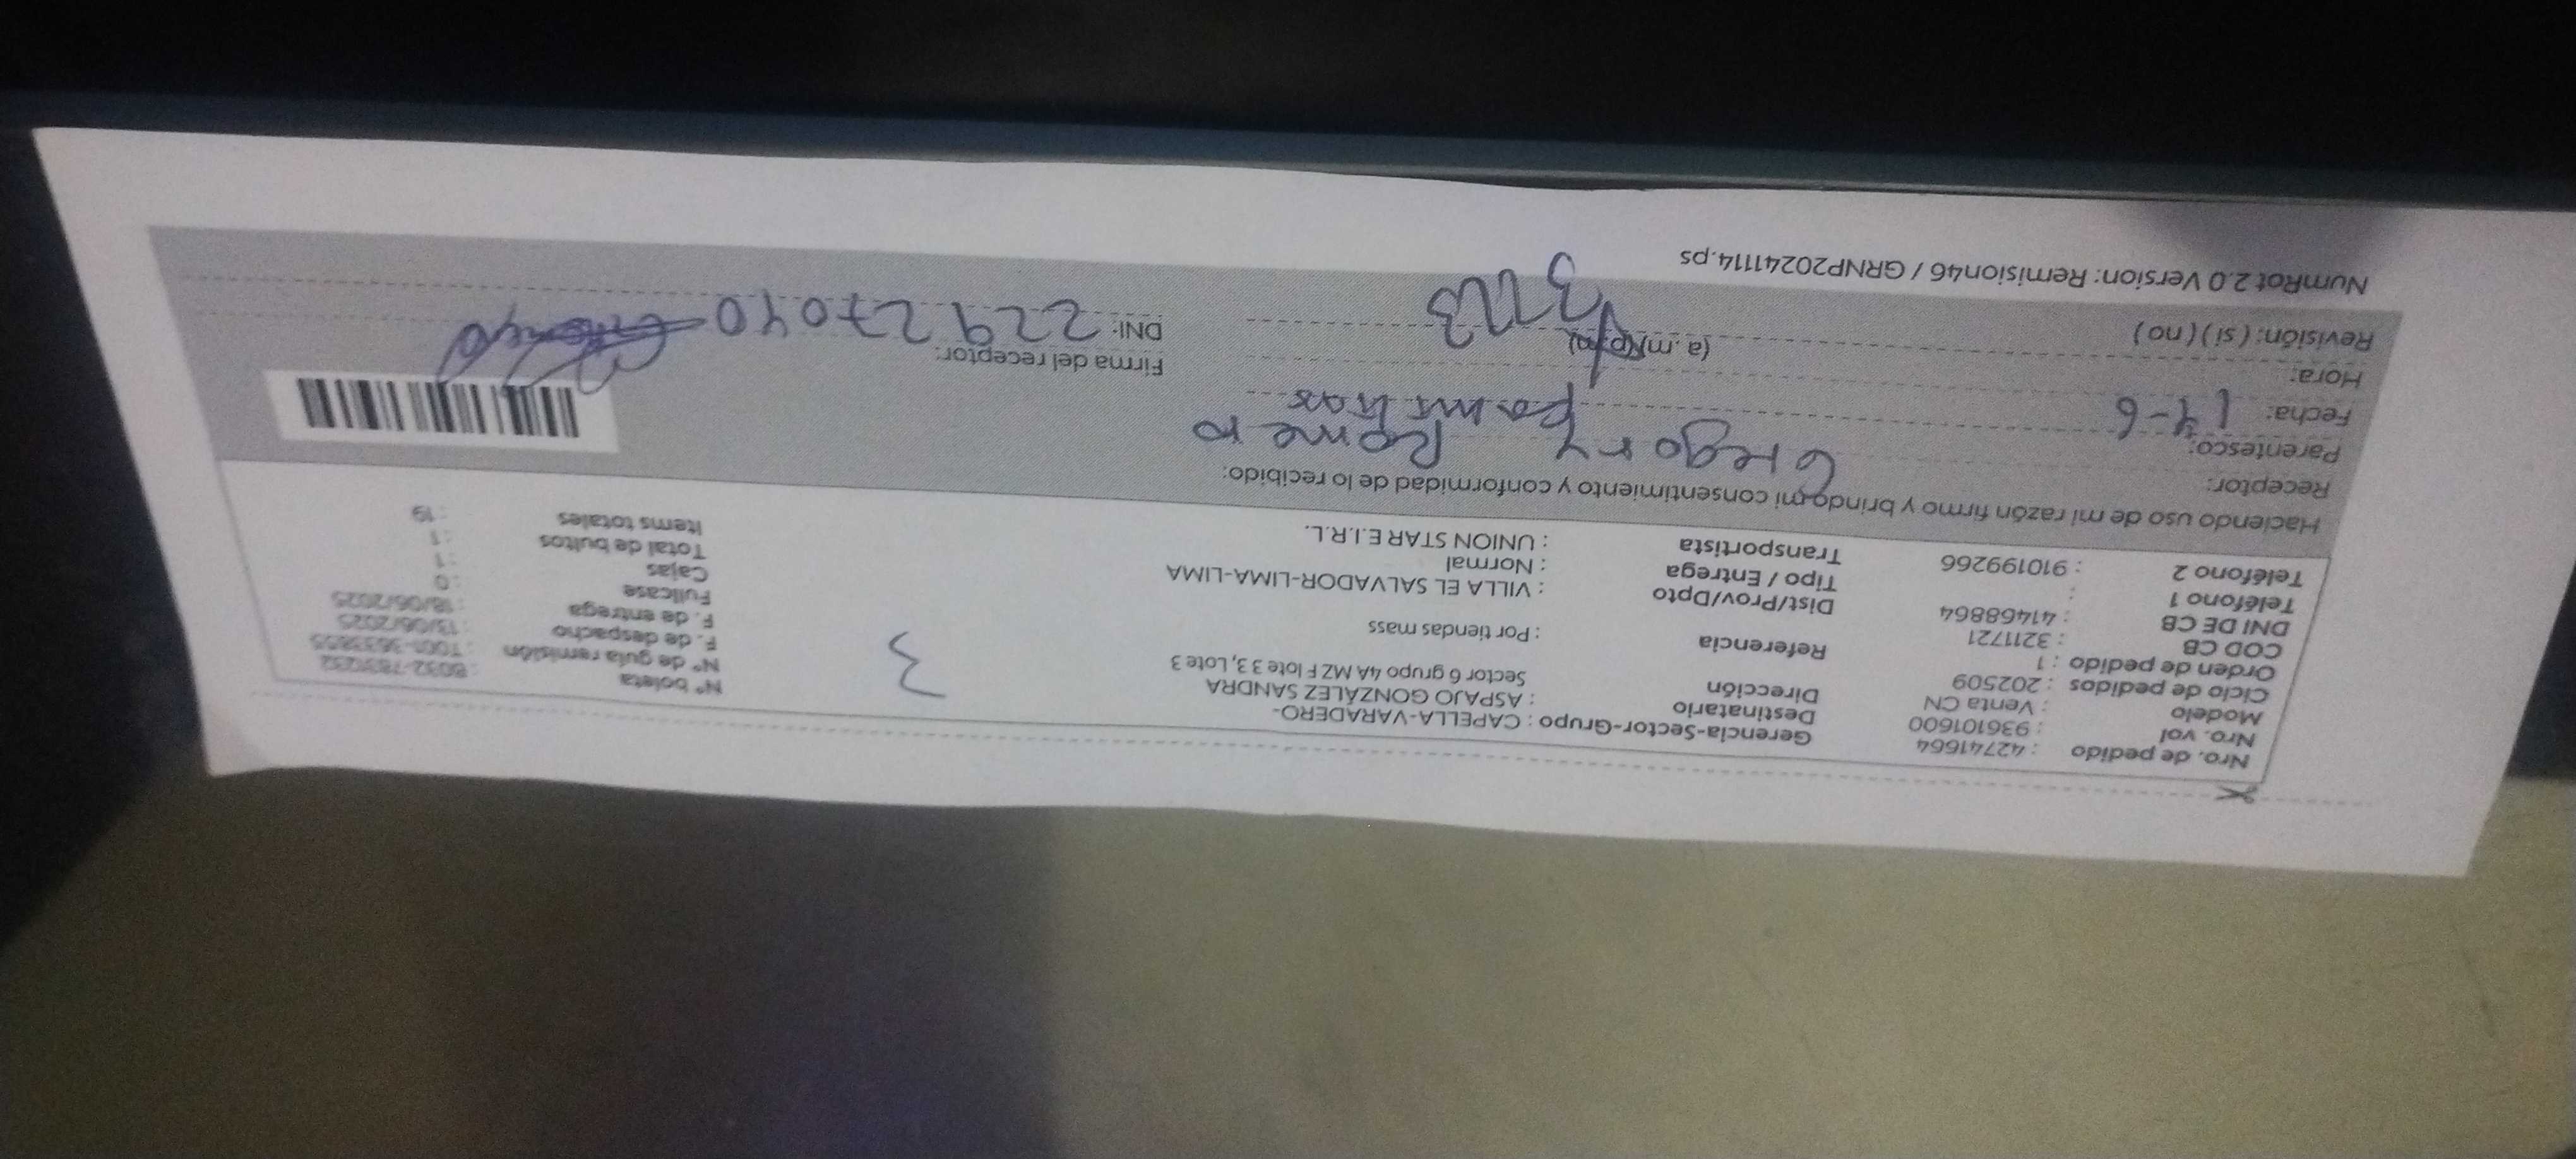 Nro. de pedido : 42741664
Nro. vol : 936101600
Modelo : Venta CN
Ciclo de pedidos : 202509
Orden de pedido : 1
COD CB : 3211721
DNI DE CB : 41468864
Teléfono 1 :
Teléfono 2 : 910199266
Gerencia-Sector-Grupo : CAPELLA-VARADERO-
Destinatario : ASPAJO GONZÁLEZ SANDRA
Dirección Sector 6 grupo 4A MZ F lote 3 3, 3, Lote 3
Referencia : Por tiendas mass
Dist/Prov/Dpto : VILLA EL SALVADOR-LIMA-LIMA
Tipo / Entrega : Normal
Transportista : UNION STAR E.I.R.L.
3
N° boleta
N° de guía remisión
F. de despacho : 13/06/2025
F. de entrega : 18/06/2025
Fullcase : 0
Cajas : 1
Total de bultos : 1
Items totales : 19
Haciendo uso de mi razón firmo y brindo mi consentimiento y conformidad de lo recibido:
Receptor: Gregory Romero
Parentesco: Familiar
Fecha: 14-6
Hora: (a.m) (p.m)
Revisión: ( si ) ( no )
Firma del receptor:
DNI: 22927040
NumRot 2.0 Version: Remision46 / GRNP20241114.ps